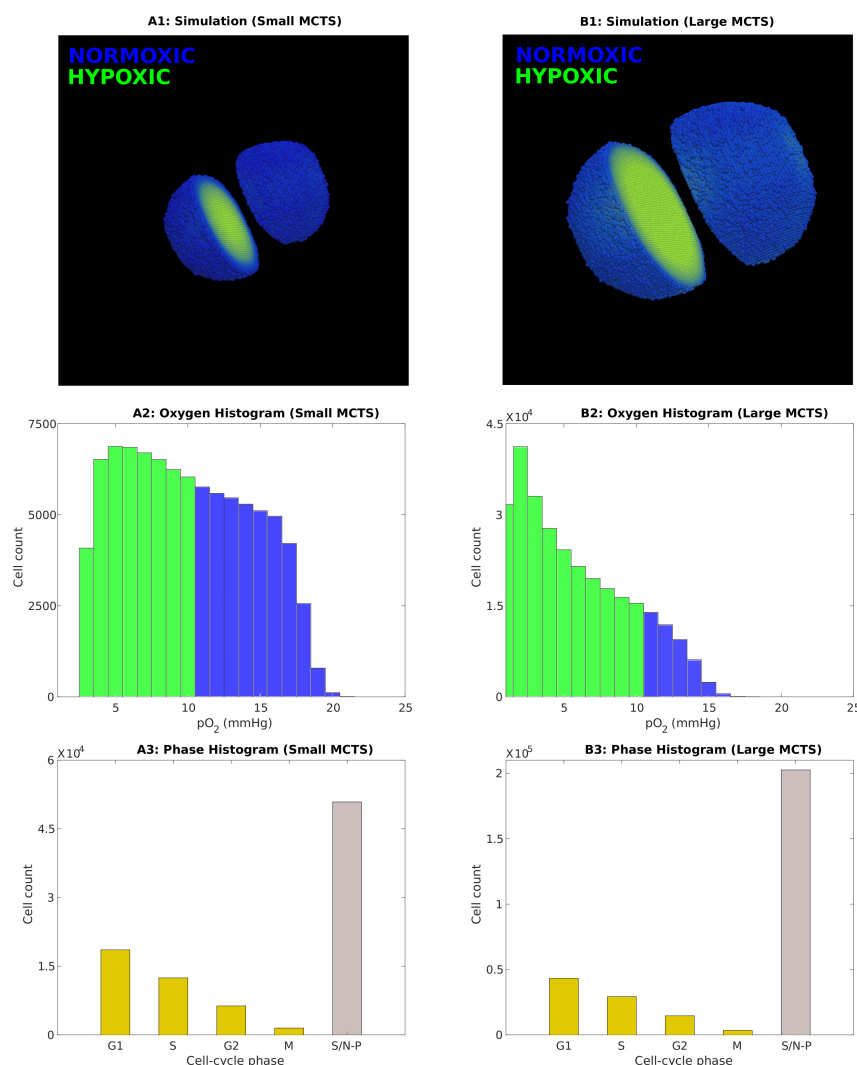 A1: Simulation (Small MCTS)
NORMOXIC
HYPOXIC
B1: Simulation (Large MCTS)
NORMOXIC
HYPOXIC
A2: Oxygen Histogram (Small MCTS)
7500
5000
2500
0
Cell count
5 10 15 20 25
pO2 (mmHg)
B2: Oxygen Histogram (Large MCTS)
X10^4
4.5
3
1.5
0
Cell count
5 10 15 20 25
pO2 (mmHg)
A3: Phase Histogram (Small MCTS)
X10^4
6
4.5
3
1.5
0
Cell count
G1 S G2 M S/N-P
Cell-cycle phase
B3: Phase Histogram (Large MCTS)
X10^5
2
1.5
1
0.5
0
Cell count
G1 S G2 M S/N-P
Cell-cycle phase